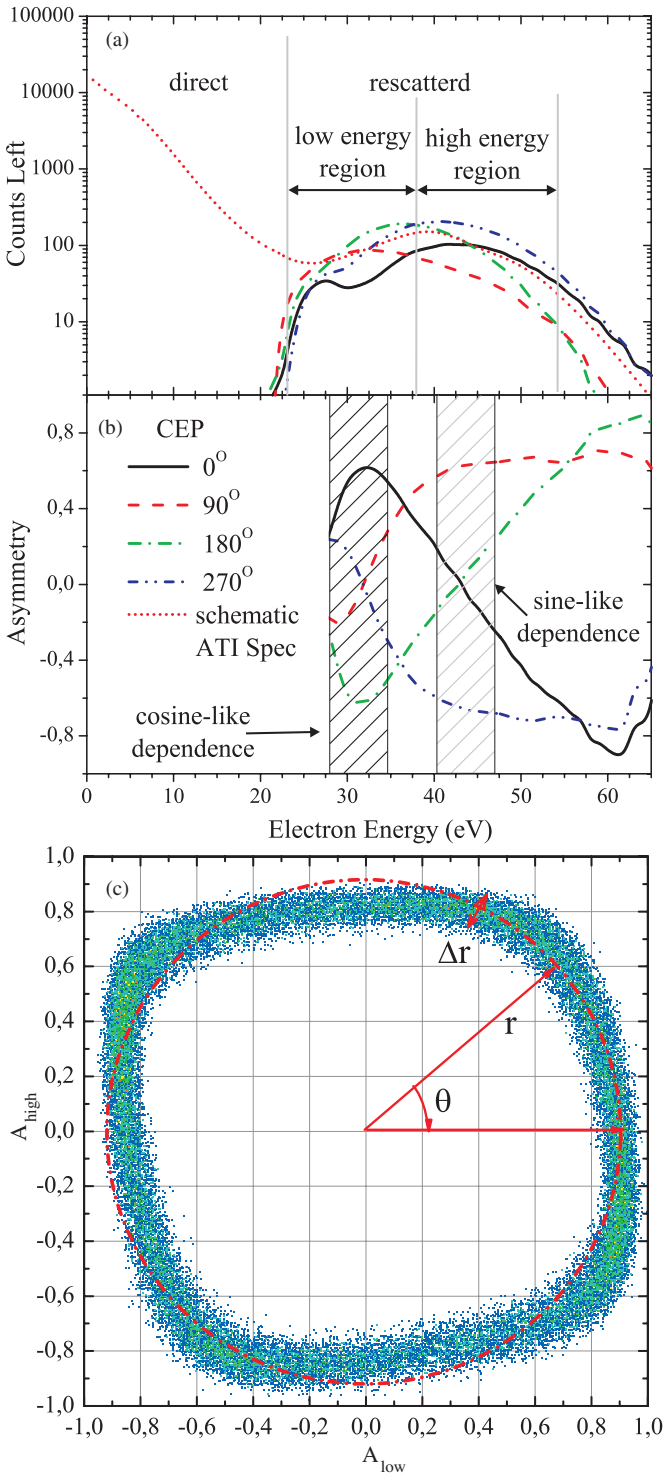 (a)
100000
10000
1000
100
10
Counts Left
direct
rescatterd
low energy
region
high energy
region
(b)
CEP
0°
90°
180°
270°
schematic
ATI Spec
0,8
0,4
0,0
-0,4
-0,8
Asymmetry
sine-like
dependence
cosine-like
dependence
0 10 20 30 40 50 60
Electron Energy (eV)
(c)
1,0
0,8
0,6
0,4
0,2
0,0
-0,2
-0,4
-0,6
-0,8
-1,0
A_high
Δr
r
θ
-1,0 -0,8 -0,6 -0,4 -0,2 0,0 0,2 0,4 0,6 0,8 1,0
A_low